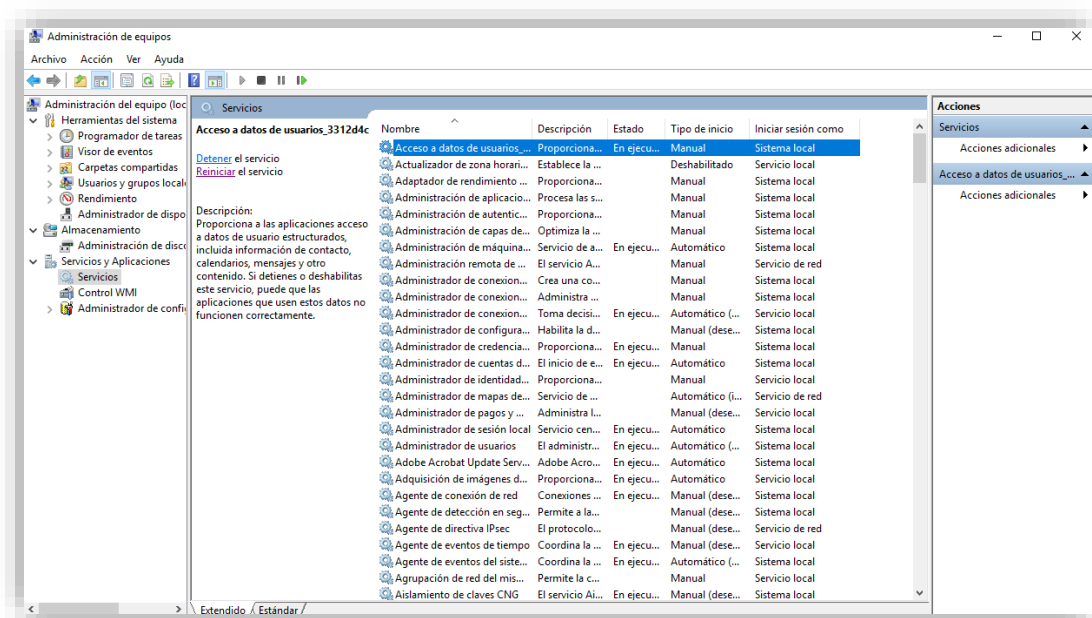 Administración de equipos
Archivo Acción Ver Ayuda
Administración del equipo (loc
Herramientas del sistema
Programador de tareas
Visor de eventos
Carpetas compartidas
Usuarios y grupos local
Rendimiento
Administrador de dispo
Almacenamiento
Administración de disco
Servicios y Aplicaciones
Servicios
Control WMI
Administrador de config
Servicios
Acceso a datos de usuarios_3312d4c
Detener el servicio
Reiniciar el servicio
Descripción:
Proporciona a las aplicaciones acceso
a datos de usuario estructurados,
incluida información de contacto,
calendarios, mensajes y otro
contenido. Si detienes o deshabilitas
este servicio, puede que las
aplicaciones que usen estos datos no
funcionen correctamente.
Nombre Descripción Estado Tipo de inicio Iniciar sesión como
Acceso a datos de usuarios_... Proporciona... En ejecu... Manual Sistema local
Actualizador de zona horari... Establece la ... Deshabilitado Servicio local
Adaptador de rendimiento ... Proporciona... Manual Sistema local
Administración de aplicacio... Procesa las s... Manual Sistema local
Administración de autentic... Proporciona... Manual Sistema local
Administración de capas de... Optimiza la ... Manual Sistema local
Administración de máquina... Servicio de a... En ejecu... Automático Sistema local
Administración remota de ... El servicio A... Manual Servicio de red
Administrador de conexion... Crea una co... Manual Sistema local
Administrador de conexion... Administra ... Manual Sistema local
Administrador de conexion... Toma decisi... En ejecu... Automático (... Servicio local
Administrador de configura... Habilita la d... Manual (dese... Sistema local
Administrador de credencia... Proporciona... En ejecu... Manual Sistema local
Administrador de cuentas d... El inicio de e... En ejecu... Automático Sistema local
Administrador de identidad... Proporciona... Manual Servicio local
Administrador de mapas de... Servicio de ... Automático (i... Servicio de red
Administrador de pagos y ... Administra l... Manual (dese... Servicio local
Administrador de sesión local Servicio cen... En ejecu... Automático Sistema local
Administrador de usuarios El administr... En ejecu... Automático (... Sistema local
Adobe Acrobat Update Serv... Adobe Acro... En ejecu... Automático Sistema local
Adquisición de imágenes d... Proporciona... En ejecu... Automático Servicio local
Agente de conexión de red Conexiones ... En ejecu... Manual (dese... Sistema local
Agente de detección en seg... Permite a la... Manual (dese... Sistema local
Agente de directiva IPsec El protocolo... Manual (dese... Servicio de red
Agente de eventos de tiempo Coordina la ... En ejecu... Manual (dese... Servicio local
Agente de eventos del siste... Coordina la ... En ejecu... Automático (... Sistema local
Agrupación de red del mis... Permite la c... Manual Servicio local
Aislamiento de claves CNG El servicio Ai... En ejecu... Manual (dese... Sistema local
Extendido Estándar
Acciones
Servicios
Acciones adicionales
Acceso a datos de usuarios_...
Acciones adicionales